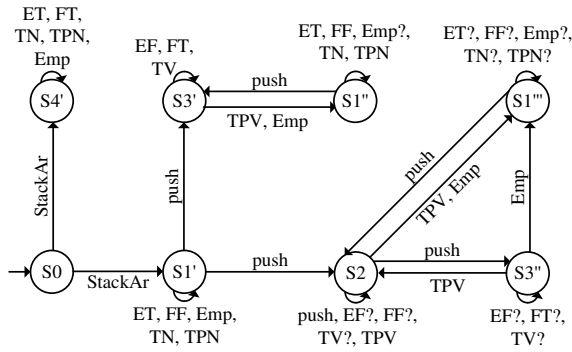 ET, FT,
TN, TPN,
Emp
S4'
EF, FT,
TV
S3'
push
TPV, Emp
ET, FF, Emp?,
TN, TPN
S1''
ET?, FF?, Emp?,
TN?, TPN?
S1'''
StackAr
push
push
TPV, Emp
Emp
S0
StackAr
S1'
push
S2
push
TPV
S3''
ET, FF, Emp,
TN, TPN
push, EF?, FF?,
TV?, TPV
EF?, FT?,
TV?